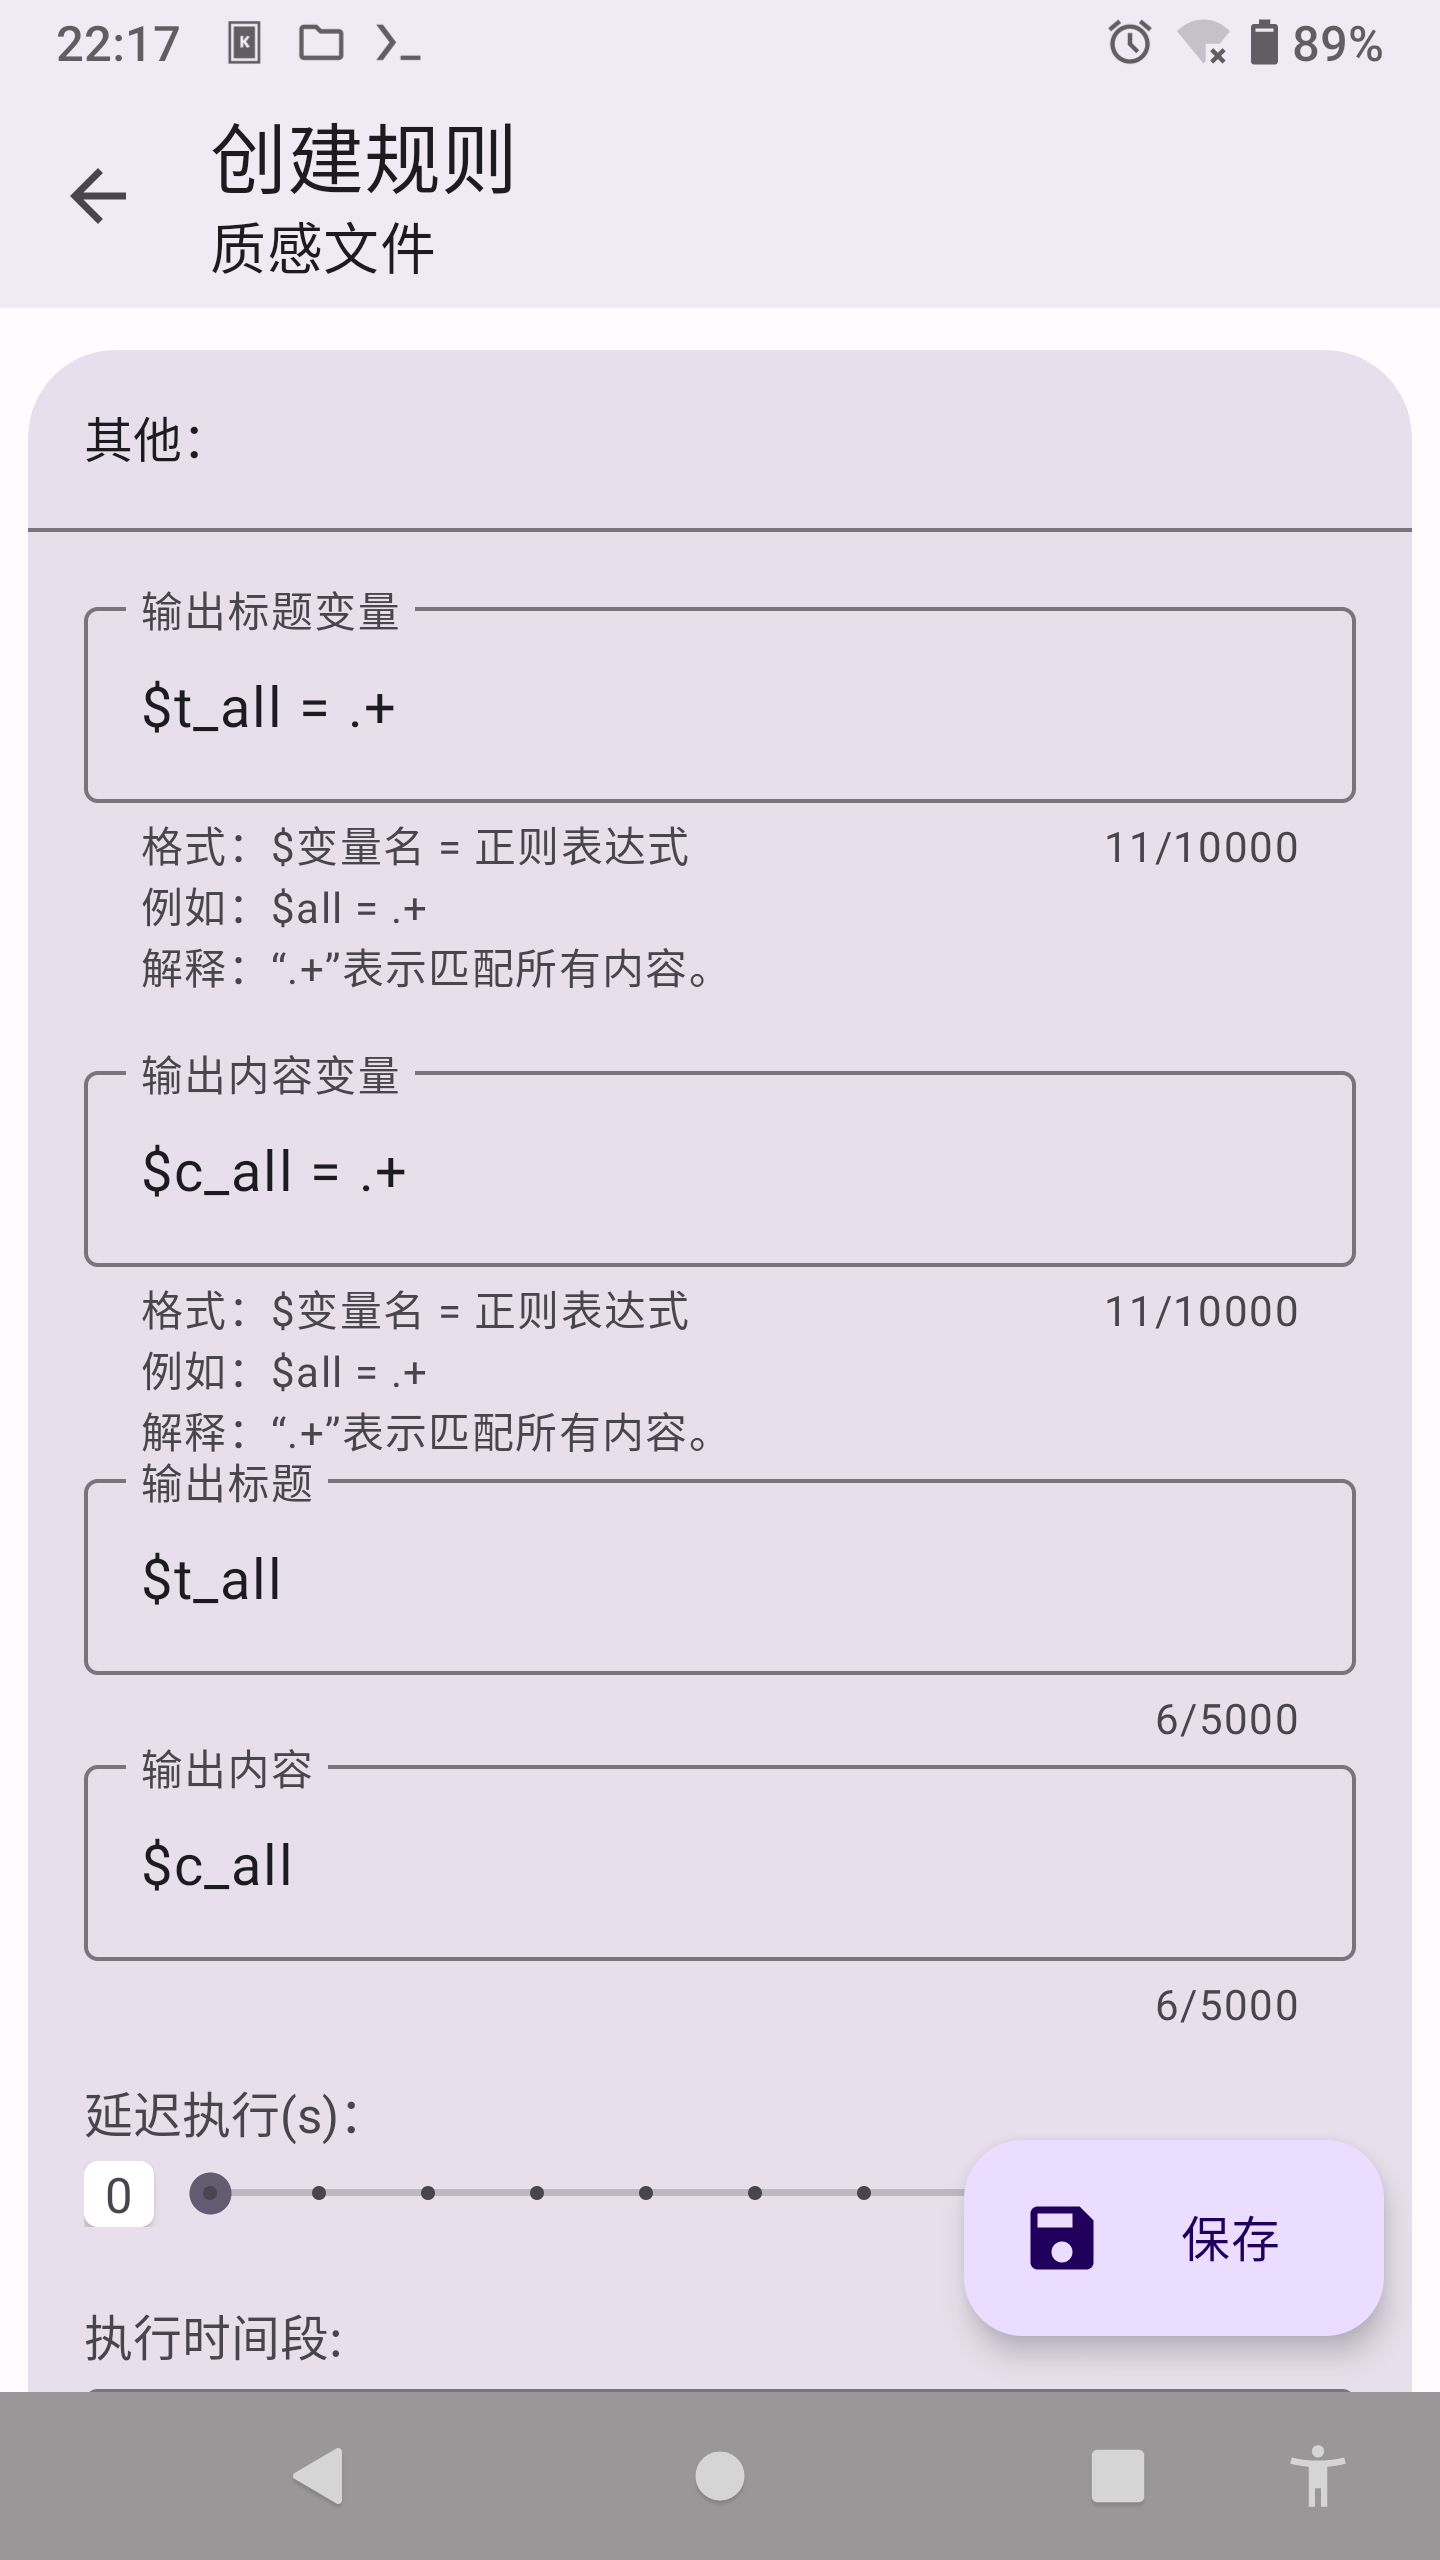 22:17
89%
创建规则
质感文件
其他：
输出标题变量
$t_all = .+
格式：$变量名 = 正则表达式
11/10000
例如：$all = .+
解释：“.+”表示匹配所有内容。
输出内容变量
$c_all = .+
格式：$变量名 = 正则表达式
11/10000
例如：$all = .+
解释：“.+”表示匹配所有内容。
输出标题
$t_all
6/5000
输出内容
$c_all
6/5000
延迟执行(s)：
0
保存
执行时间段: